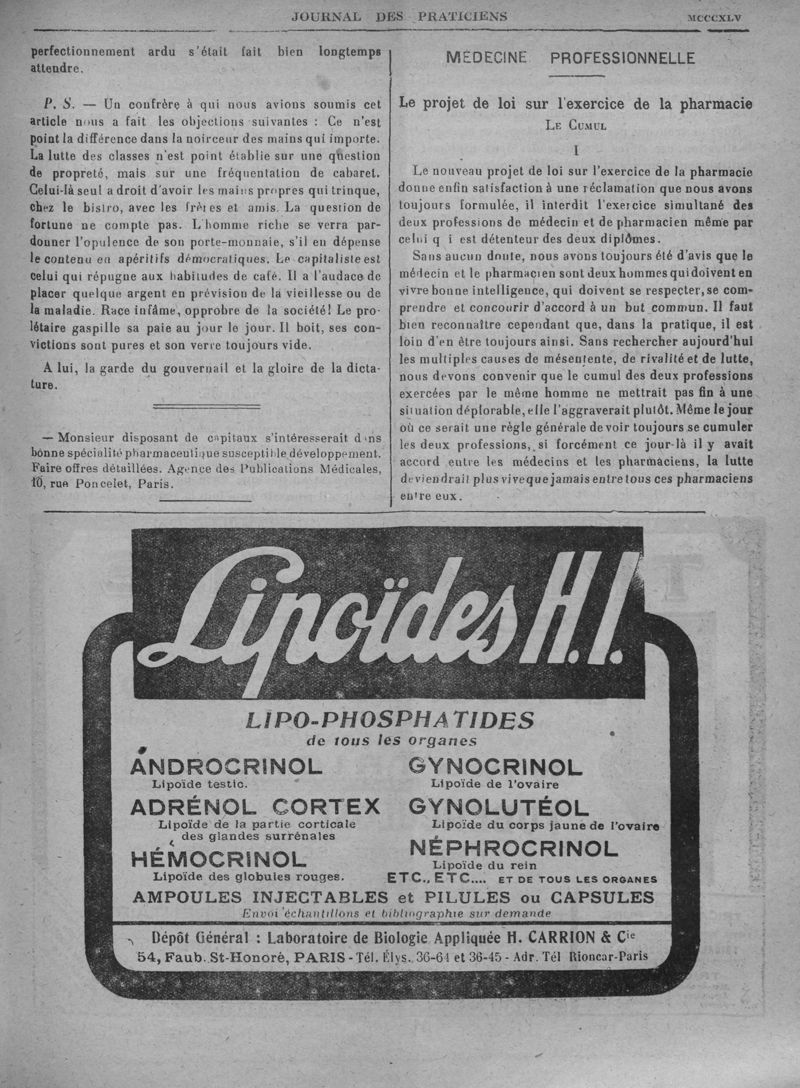 JOURNAL DES PRATICIENS
MCCCXLV
perfectionnement ardu s'était fait bien longtemps
attendre.
P. S. — Un confrère à qui nous avions soumis cet
article nous a fait les objections suivantes : Ce n'est
point la différence dans la noirceur des mains qui importe.
La lutte des classes n'est point établie sur une question
de propreté, mais sur une fréquentation de cabaret.
Celui-là seul a droit d'avoir les mains propres qui trinque,
chez le bistro, avec les frères et amis. La question de
fortune ne compte pas. L'homme riche se verra par-
donner l'opulence de son porte-monnaie, s'il en dépense
le contenu en apéritifs démocratiques. Le capitaliste est
celui qui répugne aux habitudes de café. Il a l'audace de
placer quelque argent en prévision de la vieillesse ou de
la maladie. Race infâme, opprobre de la société! Le pro-
létaire gaspille sa paie au jour le jour. Il boit, ses con-
victions sont pures et son verre toujours vide.
A lui, la garde du gouvernail et la gloire de la dicta-
ture.
— Monsieur disposant de capitaux s'intéresserait dans
bonne spécialité pharmaceutique susceptible développement.
Faire offres détaillées. Agence des Publications Médicales,
10, rue Poncelet, Paris.
MÉDECINE PROFESSIONNELLE
Le projet de loi sur l'exercice de la pharmacie
LE CUMUL
I
Le nouveau projet de loi sur l'exercice de la pharmacie
donne enfin satisfaction à une réclamation que nous avons
toujours formulée, il interdit l'exercice simultané des
deux professions de médecin et de pharmacien même par
celui q i est détenteur des deux diplômes.
Sans aucun doute, nous avons toujours été d'avis que le
médecin et le pharmacien sont deux hommes qui doivent en
vivre bonne intelligence, qui doivent se respecter, se com-
prendre et concourir d'accord à un but commun. Il faut
bien reconnaître cependant que, dans la pratique, il est
loin d'en être toujours ainsi. Sans rechercher aujourd'hui
les multiples causes de mésentente, de rivalité et de lutte,
nous devons convenir que le cumul des deux professions
exercées par le même homme ne mettrait pas fin à une
situation déplorable, elle l'aggraverait plutôt. Même le jour
où ce serait une règle générale de voir toujours se cumuler
les deux professions, si forcément ce jour-là il y avait
accord entre les médecins et les pharmaciens, la lutte
deviendrait plus vive que jamais entre tous ces pharmaciens
entre eux.
Lipoïdes H.I.
LIPO-PHOSPHATIDES
de tous les organes
ANDROCRINOL
Lipoïde testic.
ADRÉNOL CORTEX
Lipoïde de la partie corticale
des glandes surrénales
HÉMOCRINOL
Lipoïde des globules rouges.
GYNOCRINOL
Lipoïde de l'ovaire
GYNOLUTÉOL
Lipoïde du corps jaune de l'ovaire
NÉPHROCRINOL
Lipoïde du rein
ETC., ETC.... ET DE TOUS LES ORGANES
AMPOULES INJECTABLES et PILULES ou CAPSULES
Envoi échantillons et bibliographie sur demande
Dépôt Général : Laboratoire de Biologie Appliquée H. CARRION & Cie
54, Faub. St-Honoré, PARIS - Tél. Élys. 36-64 et 36-45 - Adr. Tél Rioncar-Paris